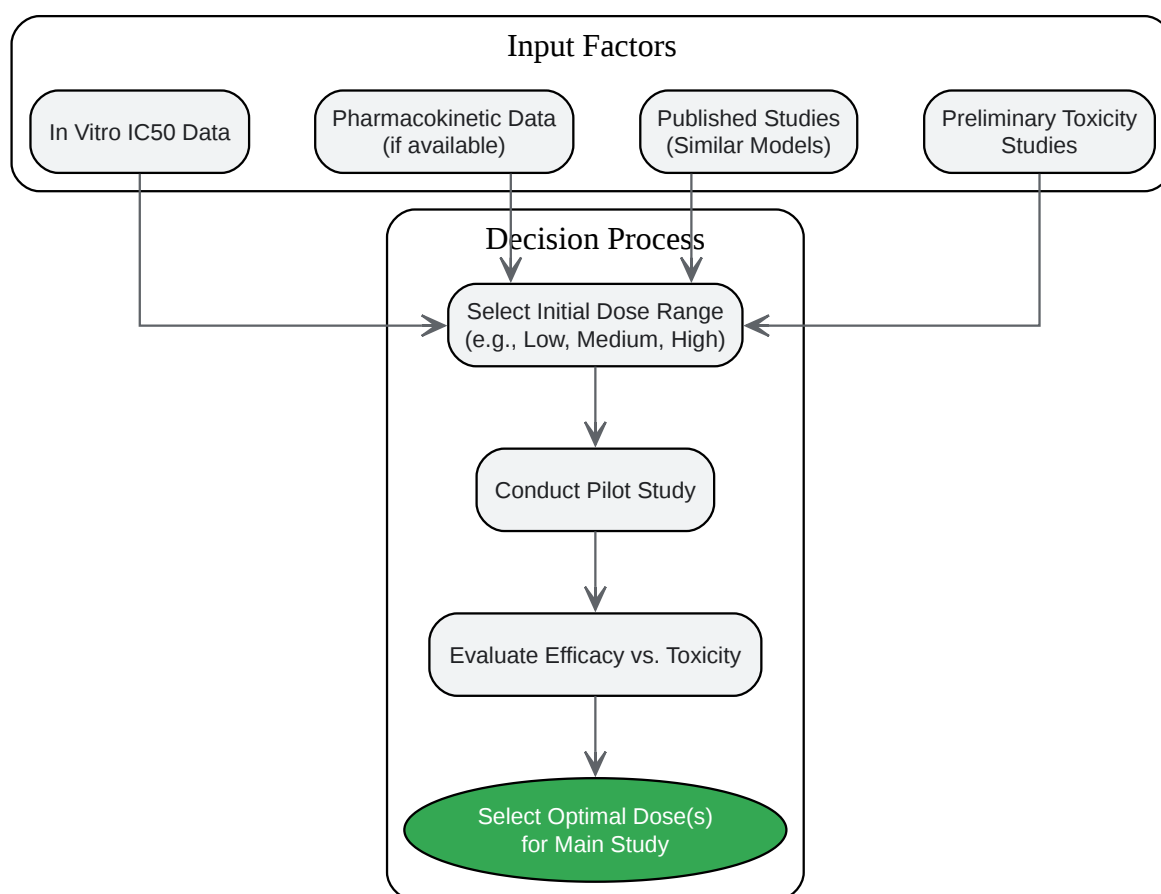 Input Factors
In Vitro IC50 Data
Pharmacokinetic Data
(if available)
Published Studies
(Similar Models)
Preliminary Toxicity
Studies
Decision Process
Select Initial Dose Range
(e.g., Low, Medium, High)
Conduct Pilot Study
Evaluate Efficacy vs. Toxicity
Select Optimal Dose(s)
for Main Study